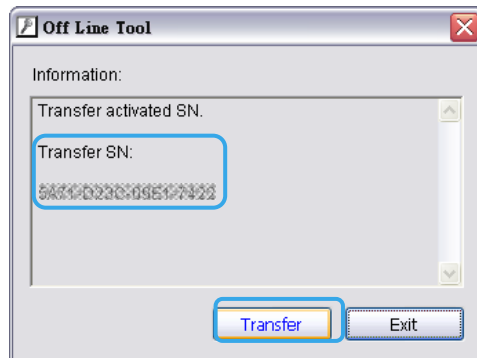 Off Line Tool
Information:
Transfer activated SN.
Transfer SN:
Transfer
Exit